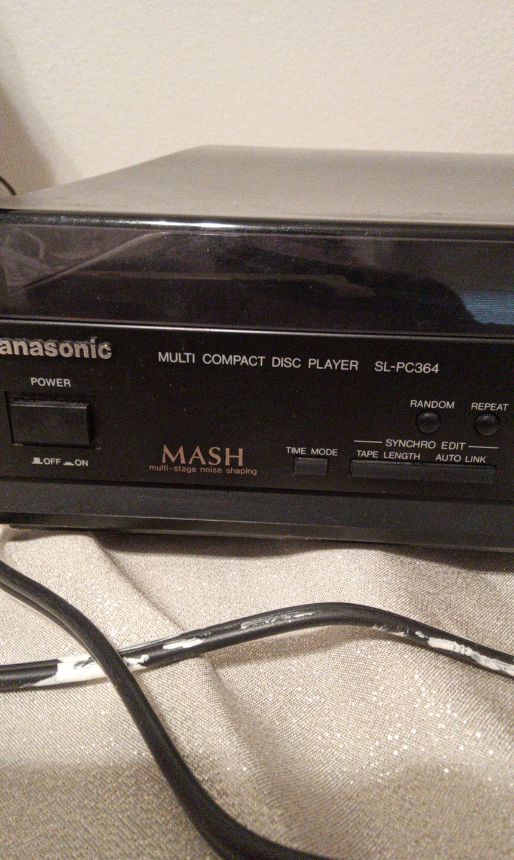 anasonic
MULTI COMPACT DISC PLAYER SL-PC364
POWER
OFF ON
MASH
multi-stage noise shaping
TIME MODE
RANDOM REPEAT
SYNCHRO EDIT
TAPE LENGTH AUTO LINK